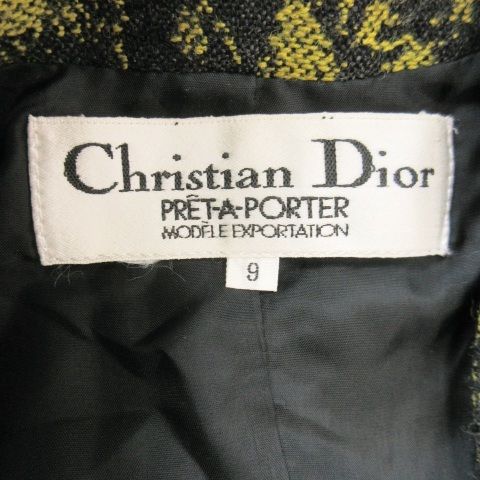 Christian Dior
PRÊT-A-PORTER
MODÈLE EXPORTATION
9